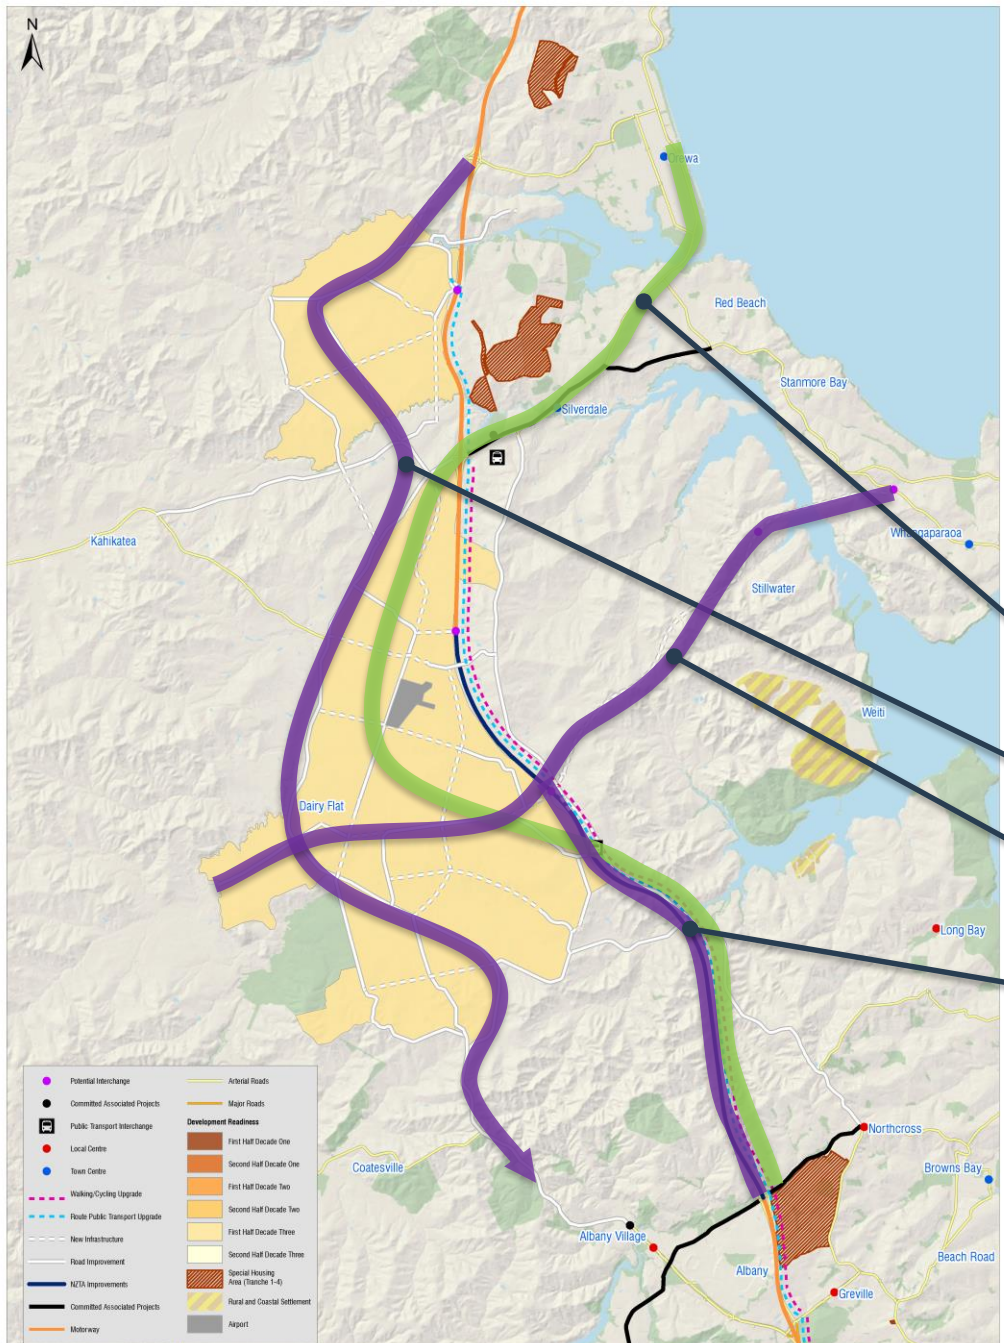 N
Orewa
Red Beach
Stanmore Bay
Silverdale
Kahikatea
Whangaparaoa
Stillwater
Weiti
Dairy Flat
Long Bay
Northcross
Coatesville
Browns Bay
Albany Village
Beach Road
Albany
Greville
Potential Interchange
Committed Associated Projects
Public Transport Interchange
Local Centre
Town Centre
Walking/Cycling Upgrade
Route Public Transport Upgrade
New Infrastructure
Road Improvement
NZTA Improvements
Committed Associated Projects
Motorway
Arterial Roads
Major Roads
Development Readiness
First Half Decade One
Second Half Decade One
First Half Decade Two
Second Half Decade Two
First Half Decade Three
Second Half Decade Three
Special Housing
Area (Tranche 1-4)
Rural and Coastal Settlement
Airport